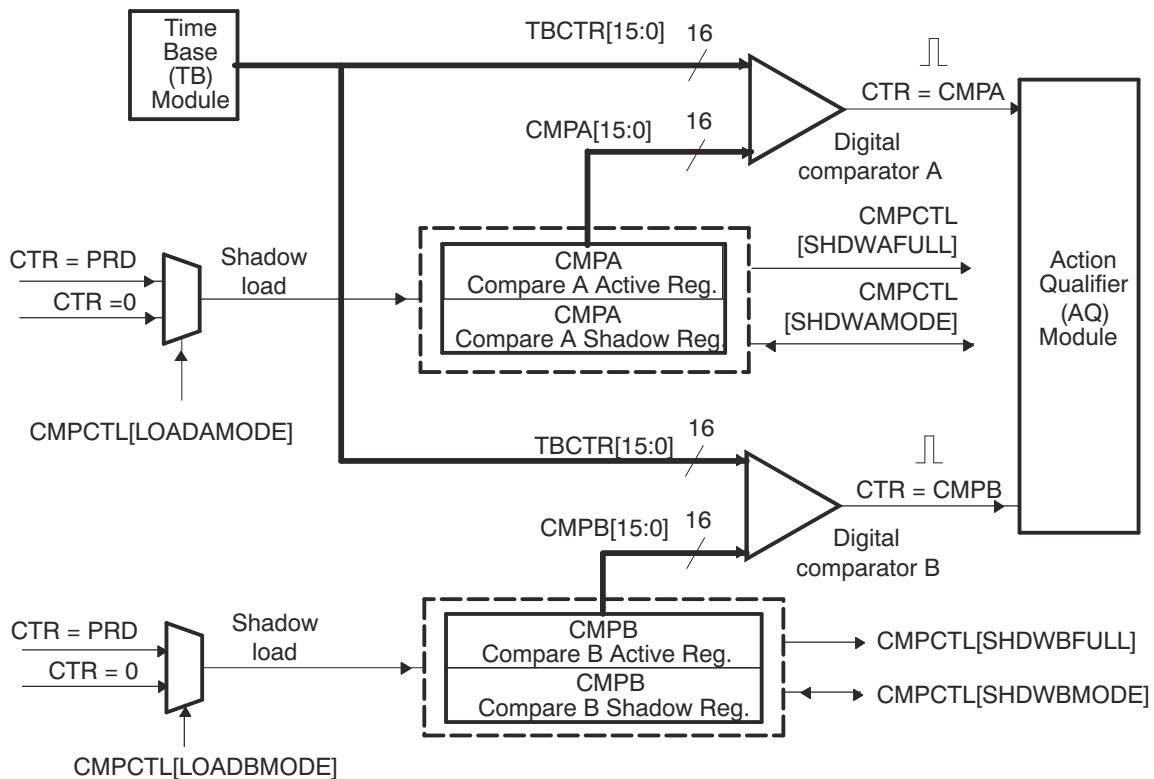 Time
Base
(TB)
Module
TBCTR[15:0]
16
CTR = CMPA
CMPA[15:0]
16
Digital
comparator A
CMPCTL
[SHDWAFULL]
CMPCTL
[SHDWAMODE]
Action
Qualifier
(AQ)
Module
CTR = PRD
CTR =0
Shadow
load
CMPA
Compare A Active Reg.
CMPA
Compare A Shadow Reg.
CMPCTL[LOADAMODE]
TBCTR[15:0]
16
CTR = CMPB
CMPB[15:0]
16
Digital
comparator B
CTR = PRD
CTR = 0
Shadow
load
CMPB
Compare B Active Reg.
CMPB
Compare B Shadow Reg.
CMPCTL[SHDWBFULL]
CMPCTL[SHDWBMODE]
CMPCTL[LOADBMODE]